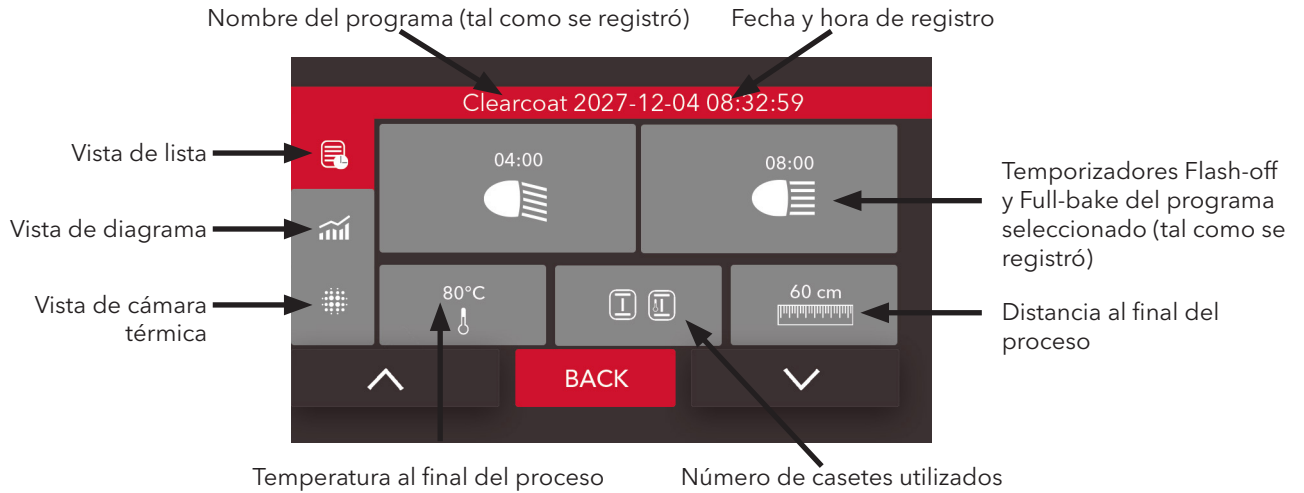 Nombre del programa (tal como se registró)
Fecha y hora de registro
Clearcoat 2027-12-04 08:32:59
Vista de lista
04:00
08:00
Temporizadores Flash-off
y Full-bake del programa
seleccionado (tal como se
registró)
Vista de diagrama
Vista de cámara
térmica
80°C
60 cm
Distancia al final del
proceso
BACK
Temperatura al final del proceso
Número de casetes utilizados